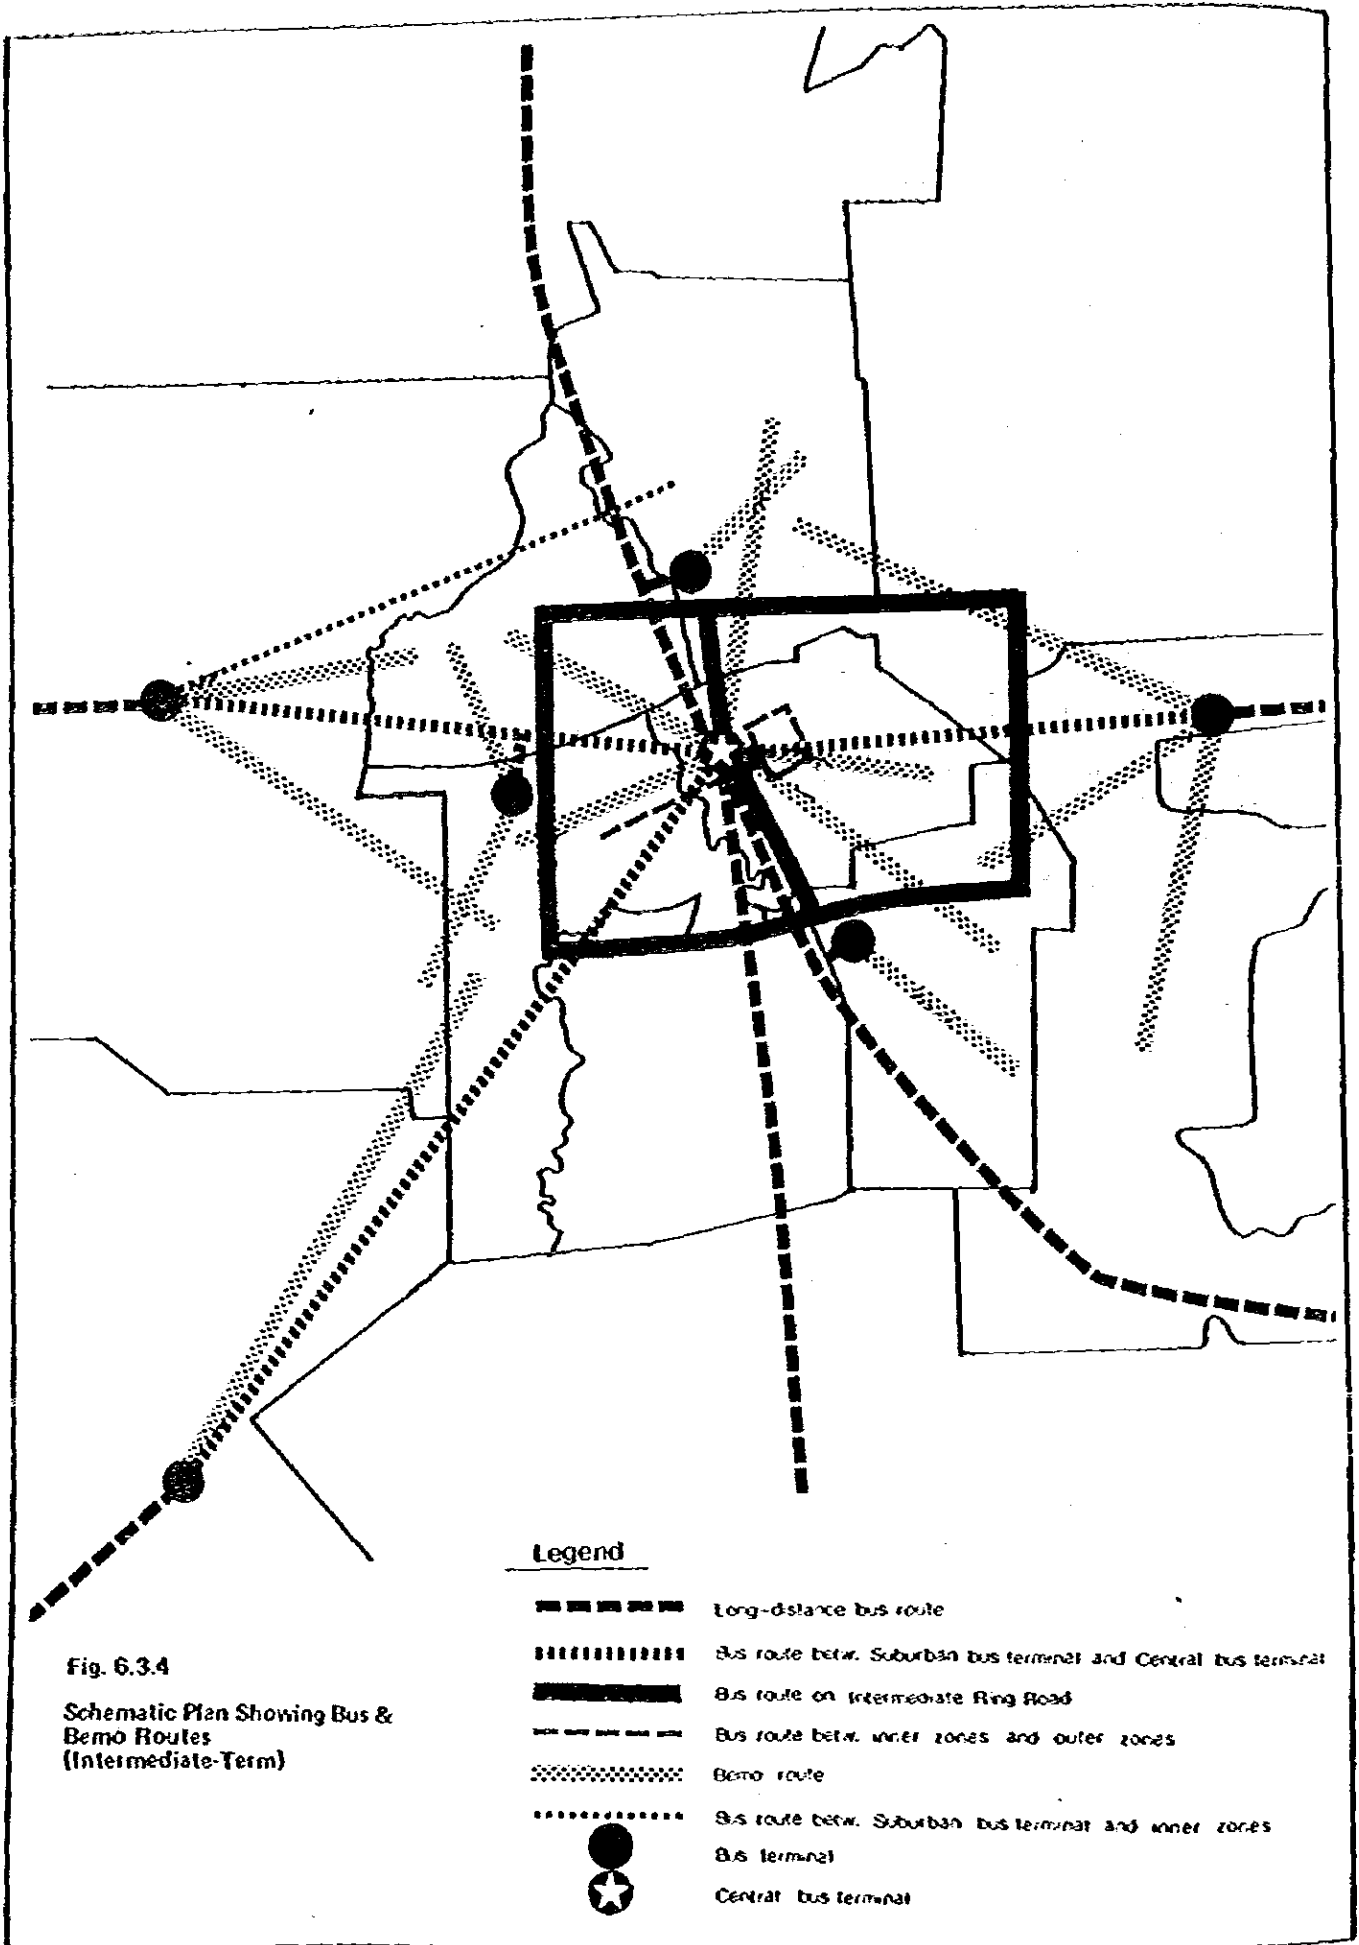 Legend
Long-distance bus route
Bus route betw. Suburban bus terminal and Central bus terminal
Bus route on Intermediate Ring Road
Bus route betw. inner zones and outer zones
Bemo route
Bus route betw. Suburban bus terminal and inner zones
Bus terminal
Central bus terminal
Fig. 6.3.4
Schematic Plan Showing Bus &
Bemo Routes
(Intermediate-Term)